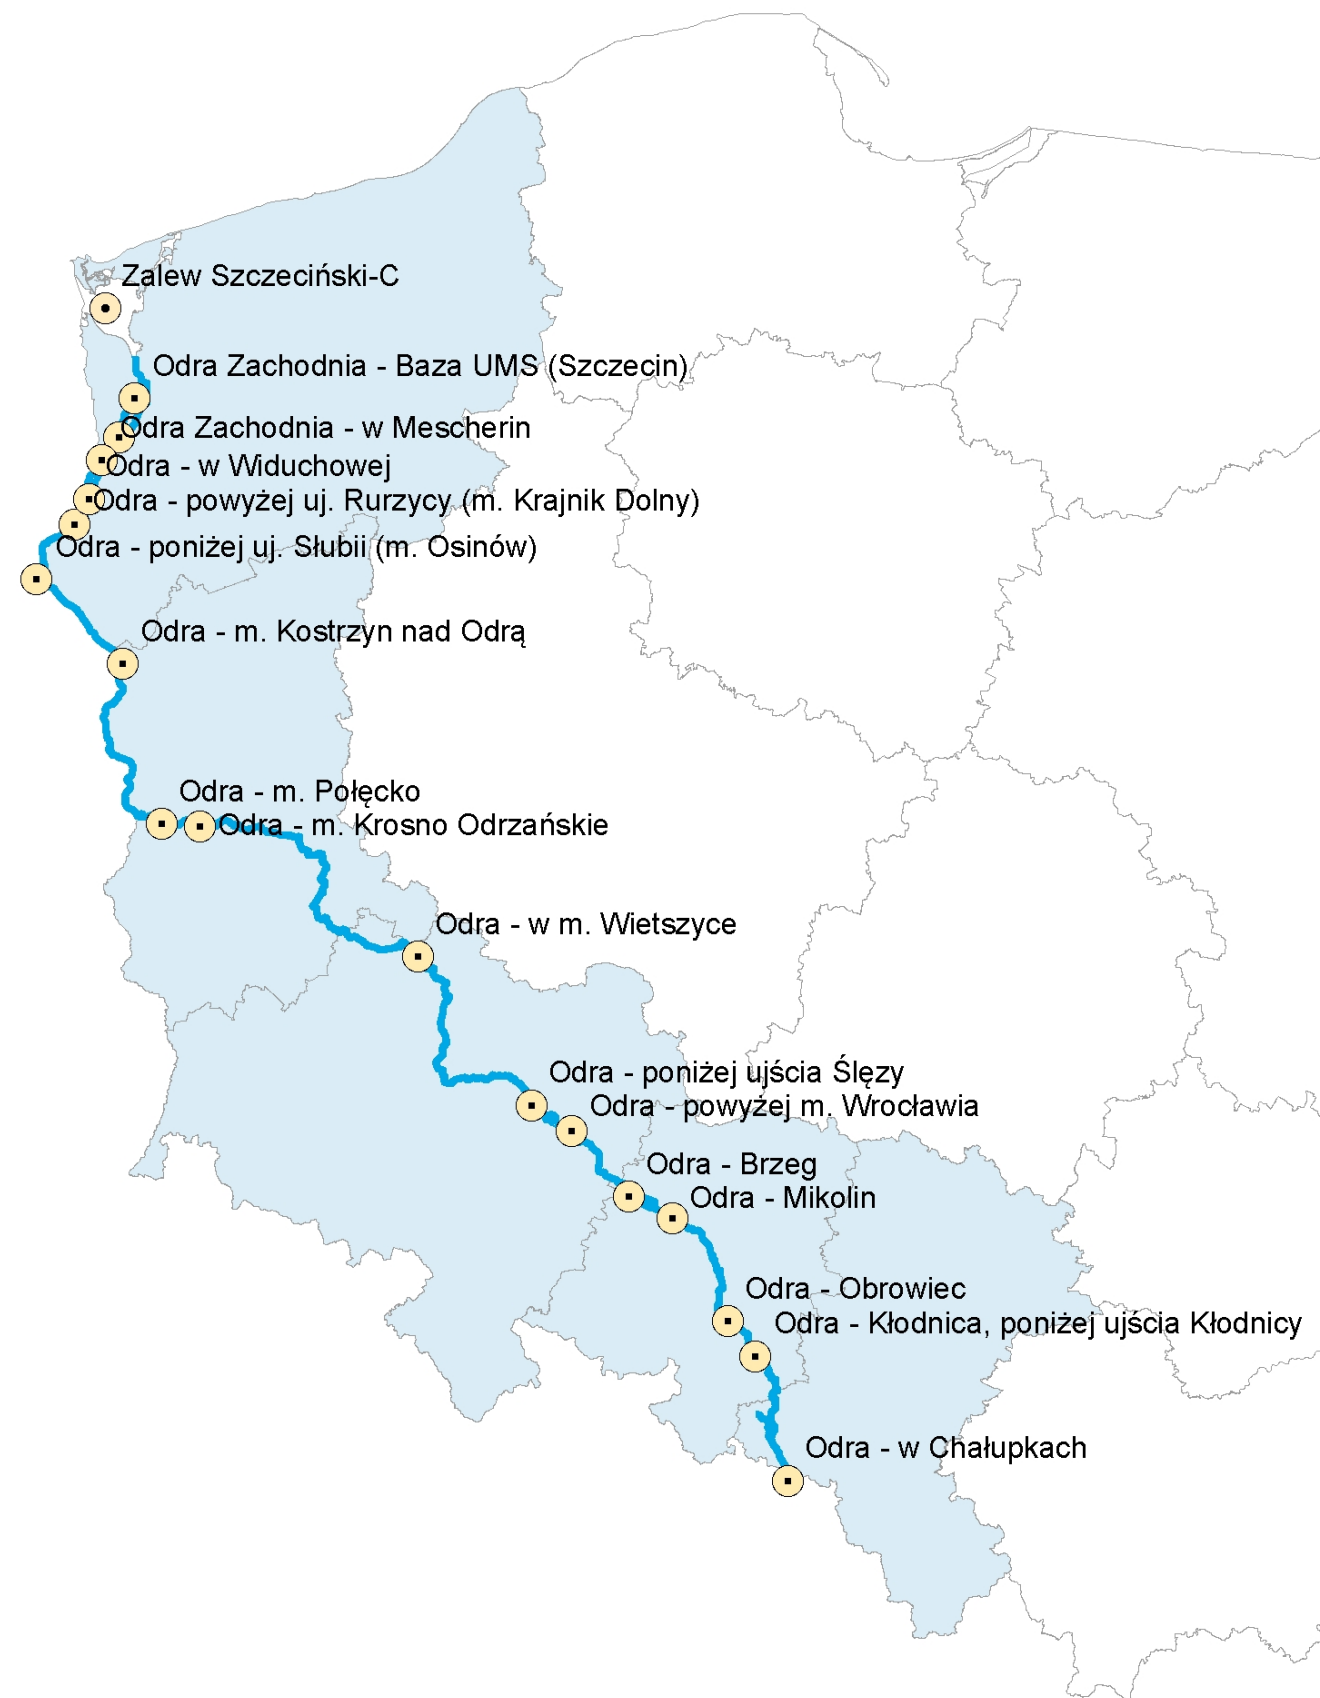 Zalew Szczeciński-C
Odra Zachodnia - Baza UMS (Szczecin)
Odra Zachodnia - w Mescherin
Odra - w Widuchowej
Odra - powyżej uj. Rurzycy (m. Krajnik Dolny)
Odra - poniżej uj. Słubii (m. Osinów)
Odra - m. Kostrzyn nad Odrą
Odra - m. Połęcko
Odra - m. Krosno Odrzańskie
Odra - w m. Wietszyce
Odra - poniżej ujścia Ślęzy
Odra - powyżej m. Wrocławia
Odra - Brzeg
Odra - Mikolin
Odra - Obrowiec
Odra - Kłodnica, poniżej ujścia Kłodnicy
Odra - w Chałupkach